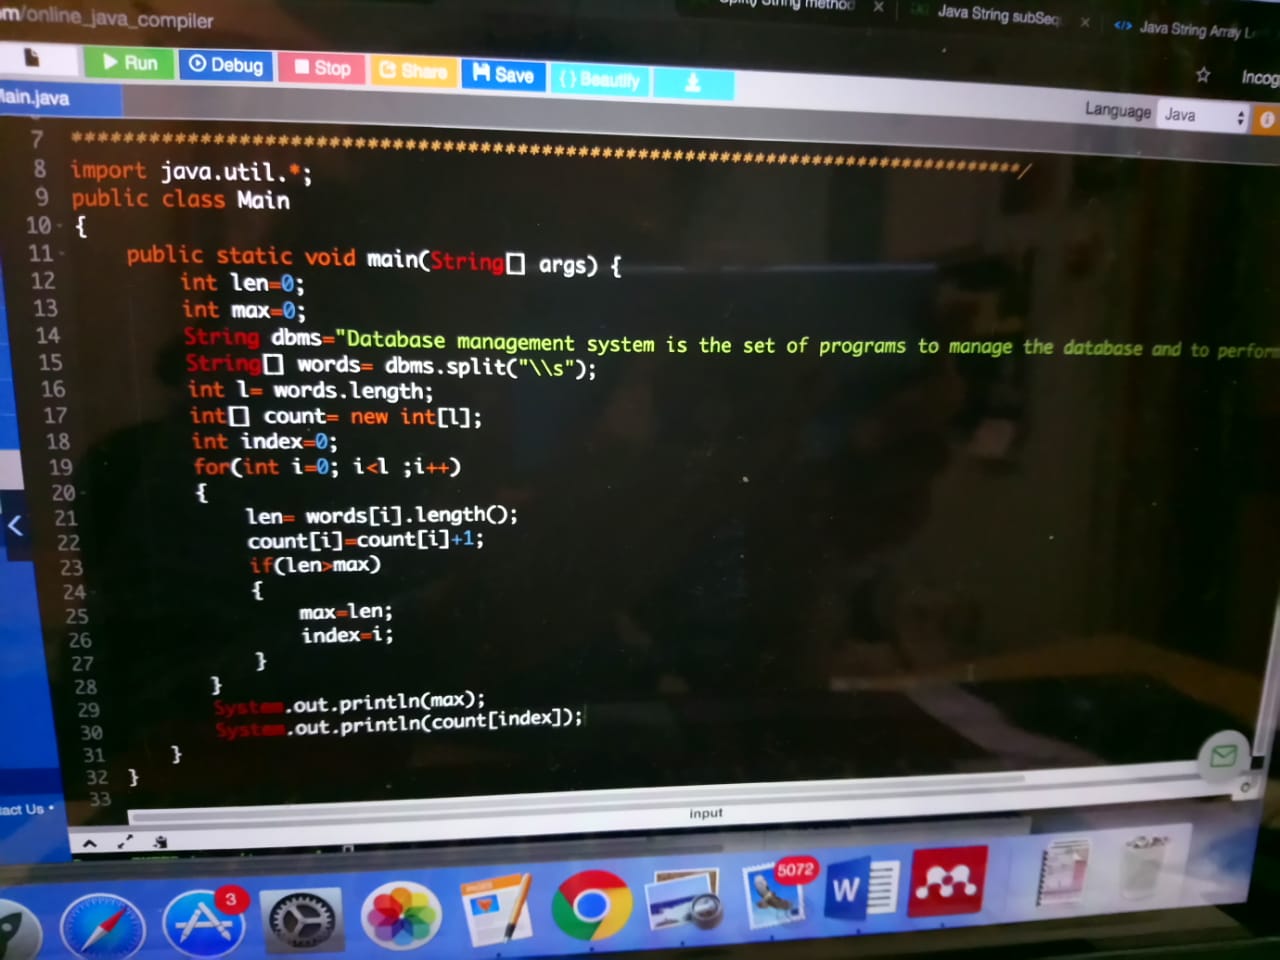 m/online_java_compiler
String method
Java String subSeq
Java String Array L
Run
Debug
Stop
Share
Save
{ } Beautify
Incog
Main.java
Language
Java
7 *************************************************************************/
8 import java.util.*;
9 public class Main
10 {
11 public static void main(String[] args) {
12 int len=0;
13 int max=0;
14 String dbms="Database management system is the set of programs to manage the database and to perform
15 String[] words= dbms.split("\\s");
16 int l= words.length;
17 int[] count= new int[l];
18 int index=0;
19 for(int i=0; i<l ;i++)
20 {
21 len= words[i].length();
22 count[i]=count[i]+1;
23 if(len>max)
24 {
25 max=len;
26 index=i;
27 }
28 }
29 System.out.println(max);
30 System.out.println(count[index]);
31 }
32 }
33
tact Us •
input
3
PAGES
5072
W